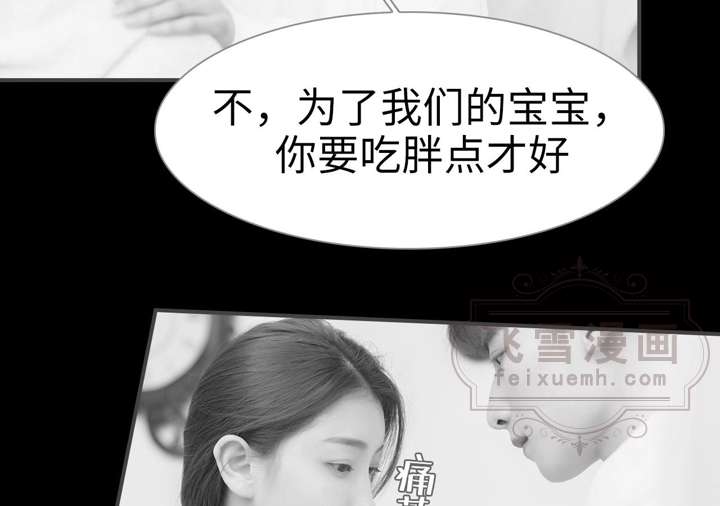 不，为了我们的宝宝，
你要吃胖点才好
飞雪漫画
feixuemh.com
痛